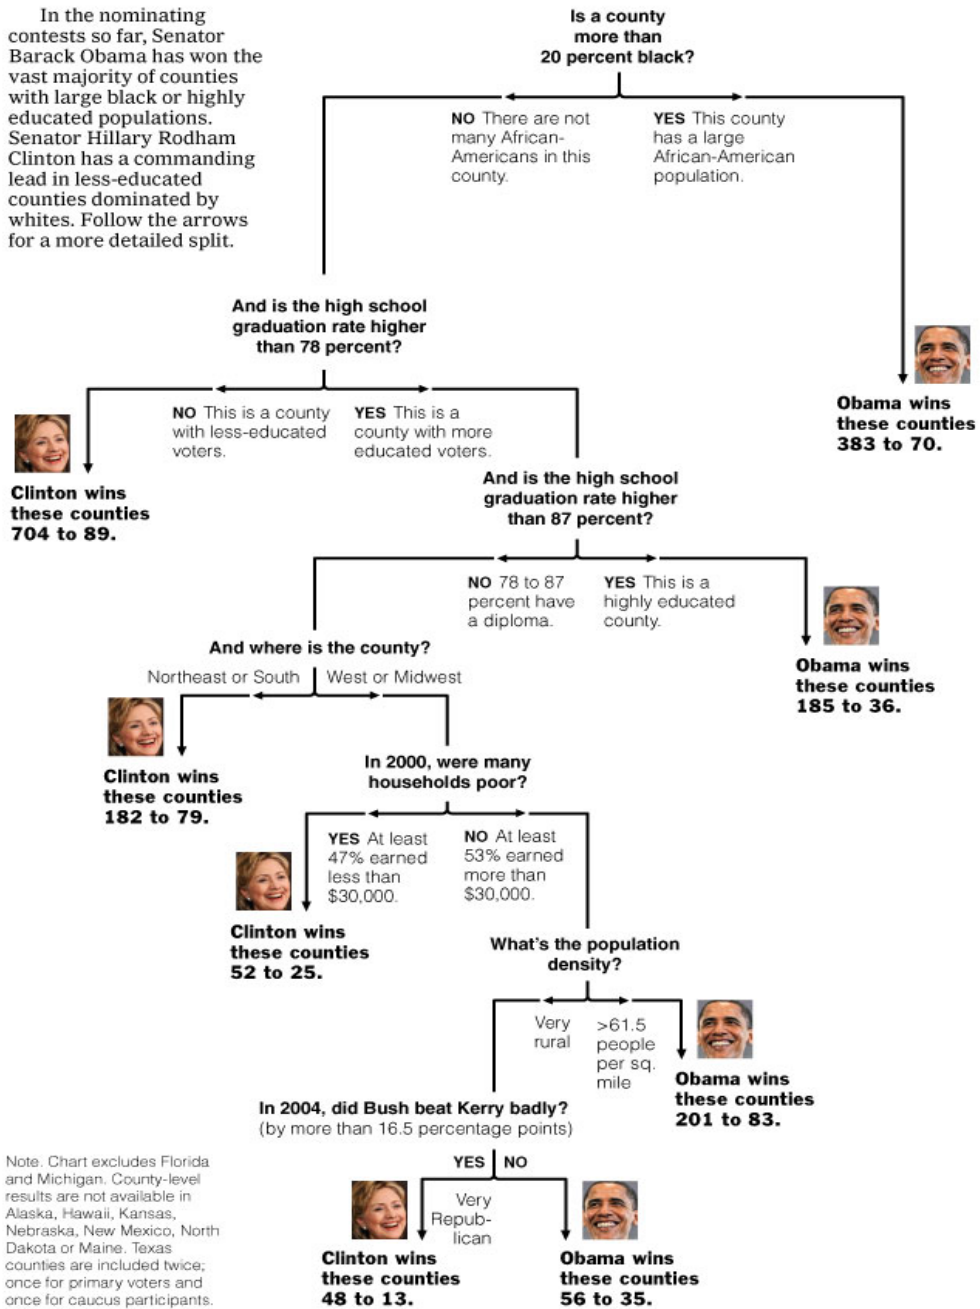 In the nominating
contests so far, Senator
Barack Obama has won the
vast majority of counties
with large black or highly
educated populations.
Senator Hillary Rodham
Clinton has a commanding
lead in less-educated
counties dominated by
whites. Follow the arrows
for a more detailed split.
Is a county
more than
20 percent black?
NO There are not
many African-
Americans in this
county.
YES This county
has a large
African-American
population.
And is the high school
graduation rate higher
than 78 percent?
Obama wins
these counties
383 to 70.
NO This is a county
with less-educated
voters.
YES This is a
county with more
educated voters.
Clinton wins
these counties
704 to 89.
And is the high school
graduation rate higher
than 87 percent?
NO 78 to 87
percent have
a diploma.
YES This is a
highly educated
county.
And where is the county?
Northeast or South
West or Midwest
Obama wins
these counties
185 to 36.
Clinton wins
these counties
182 to 79.
In 2000, were many
households poor?
YES At least
47% earned
less than
$30,000.
NO At least
53% earned
more than
$30,000.
Clinton wins
these counties
52 to 25.
What's the population
density?
Very
rural
>61.5
people
per sq.
mile
Obama wins
these counties
201 to 83.
In 2004, did Bush beat Kerry badly?
(by more than 16.5 percentage points)
YES
NO
Very
Repub-
lican
Clinton wins
these counties
48 to 13.
Obama wins
these counties
56 to 35.
Note. Chart excludes Florida
and Michigan. County-level
results are not available in
Alaska, Hawaii, Kansas,
Nebraska, New Mexico, North
Dakota or Maine. Texas
counties are included twice;
once for primary voters and
once for caucus participants.